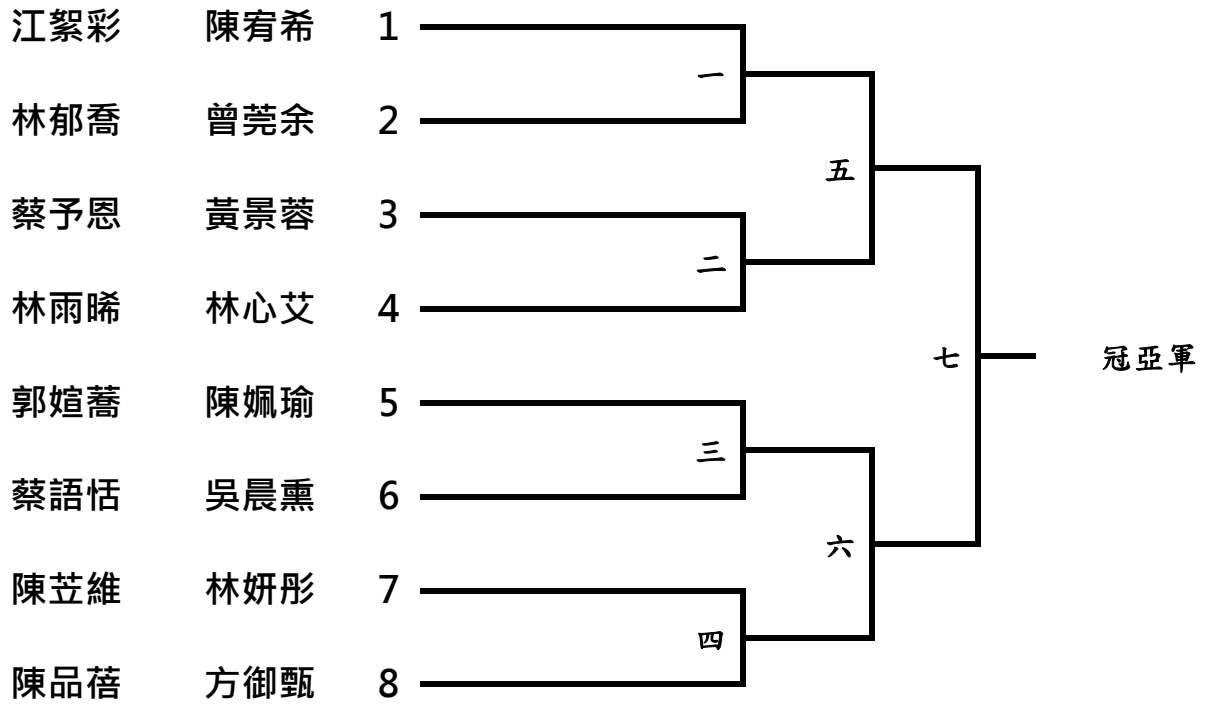 江絮彩 陳宥希 1
一
林郁喬 曾莞余 2
五
蔡予恩 黃景蓉 3
二
林雨晞 林心艾 4
七 冠亞軍
郭媗蕎 陳姵瑜 5
三
蔡語恬 吳晨熏 6
六
陳苙維 林妍彤 7
四
陳品蓓 方御甄 8